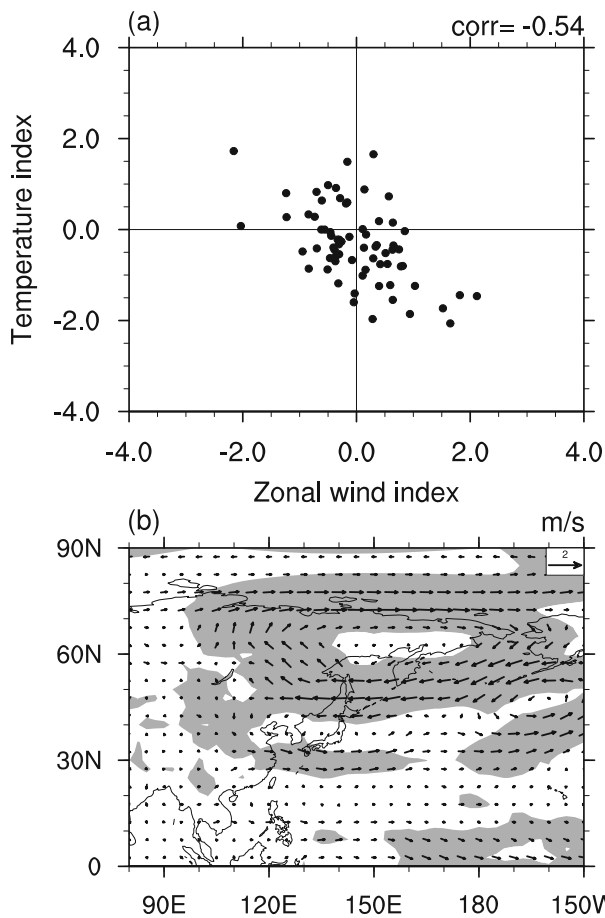 (a) corr= -0.54
4.0
2.0
0.0
-2.0
-4.0
Temperature index
-4.0 -2.0 0.0 2.0 4.0
Zonal wind index
(b) m/s
2
90N
60N
30N
0
90E 120E 150E 180 150W